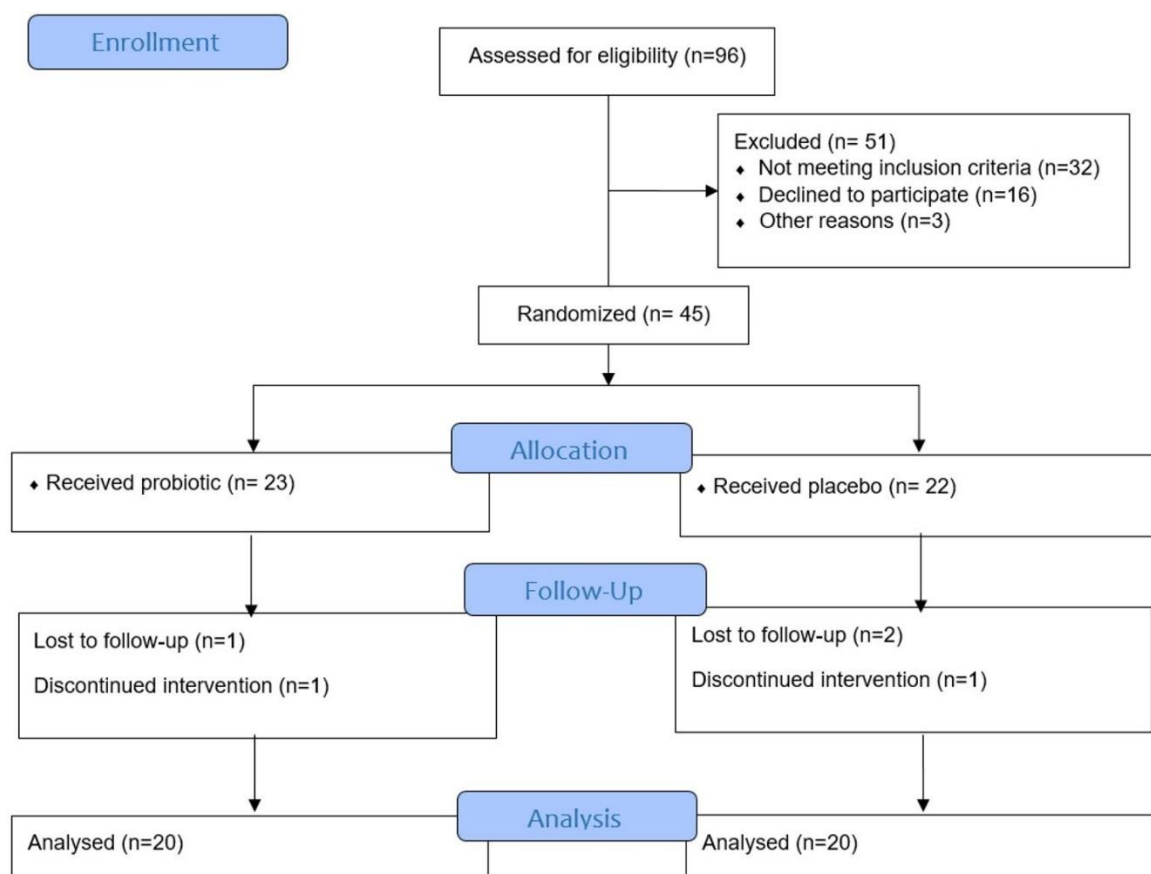 Enrollment
Assessed for eligibility (n=96)
Excluded (n= 51)
⬧ Not meeting inclusion criteria (n=32)
⬧ Declined to participate (n=16)
⬧ Other reasons (n=3)
Randomized (n= 45)
Allocation
⬧ Received probiotic (n= 23)
⬧ Received placebo (n= 22)
Follow-Up
Lost to follow-up (n=1)
Discontinued intervention (n=1)
Lost to follow-up (n=2)
Discontinued intervention (n=1)
Analysis
Analysed (n=20)
Analysed (n=20)